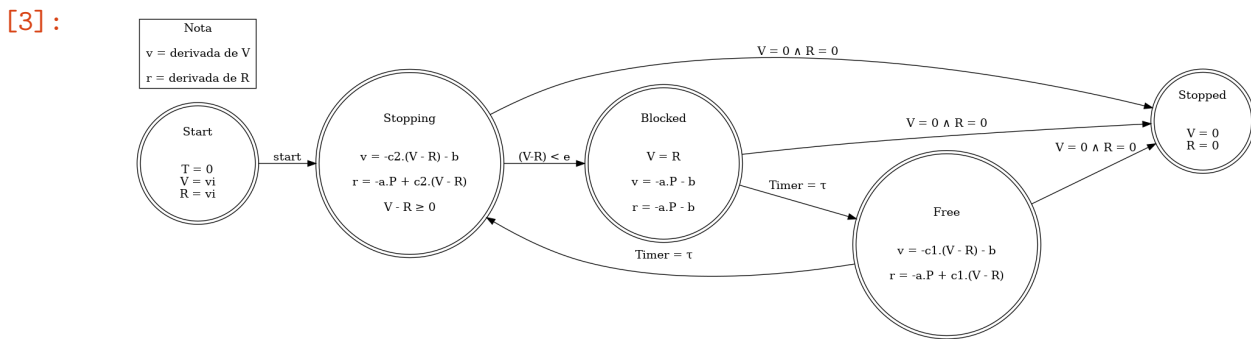 [3]:
Nota
v = derivada de V
r = derivada de R
Start
T = 0
V = vi
R = vi
start
Stopping
v = -c2.(V - R) - b
r = -a.P + c2.(V - R)
V - R ≥ 0
(V-R) < e
Blocked
V = R
v = -a.P - b
r = -a.P - b
V = 0 ∧ R = 0
V = 0 ∧ R = 0
V = 0 ∧ R = 0
Timer = τ
Timer = τ
Free
v = -c1.(V - R) - b
r = -a.P + c1.(V - R)
Stopped
V = 0
R = 0